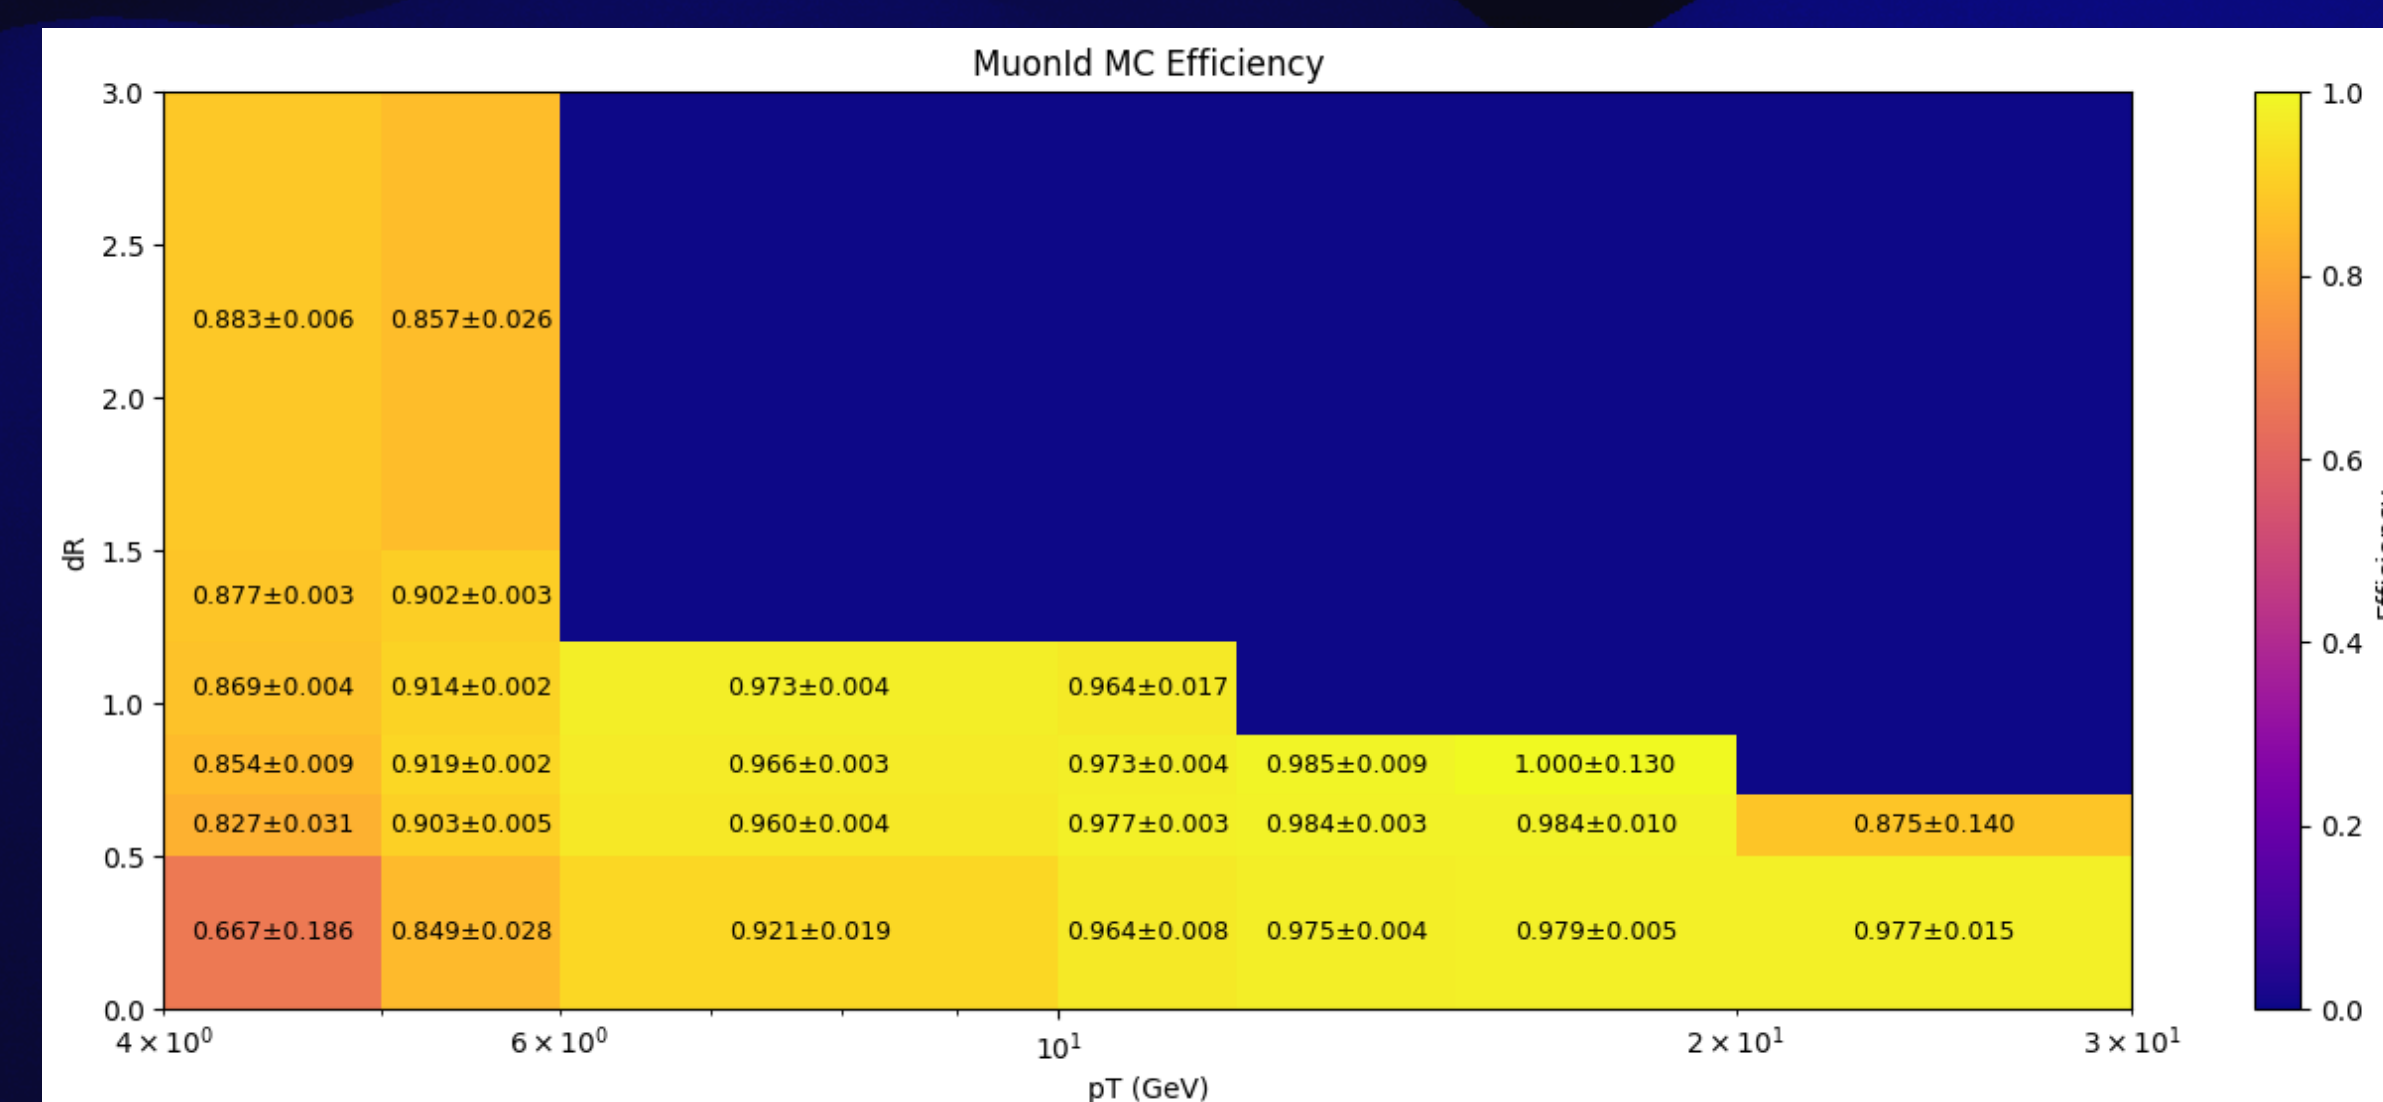 MuonId MC Efficiency
3.0
2.5
2.0
1.5
1.0
0.5
0.0
dR
0.883±0.006 0.857±0.026
0.877±0.003 0.902±0.003
0.869±0.004 0.914±0.002 0.973±0.004 0.964±0.017
0.854±0.009 0.919±0.002 0.966±0.003 0.973±0.004 0.985±0.009 1.000±0.130
0.827±0.031 0.903±0.005 0.960±0.004 0.977±0.003 0.984±0.003 0.984±0.010 0.875±0.140
0.667±0.186 0.849±0.028 0.921±0.019 0.964±0.008 0.975±0.004 0.979±0.005 0.977±0.015
4 × 10⁰ 6 × 10⁰ 10¹ 2 × 10¹ 3 × 10¹
pT (GeV)
1.0
0.8
0.6
0.4
0.2
0.0